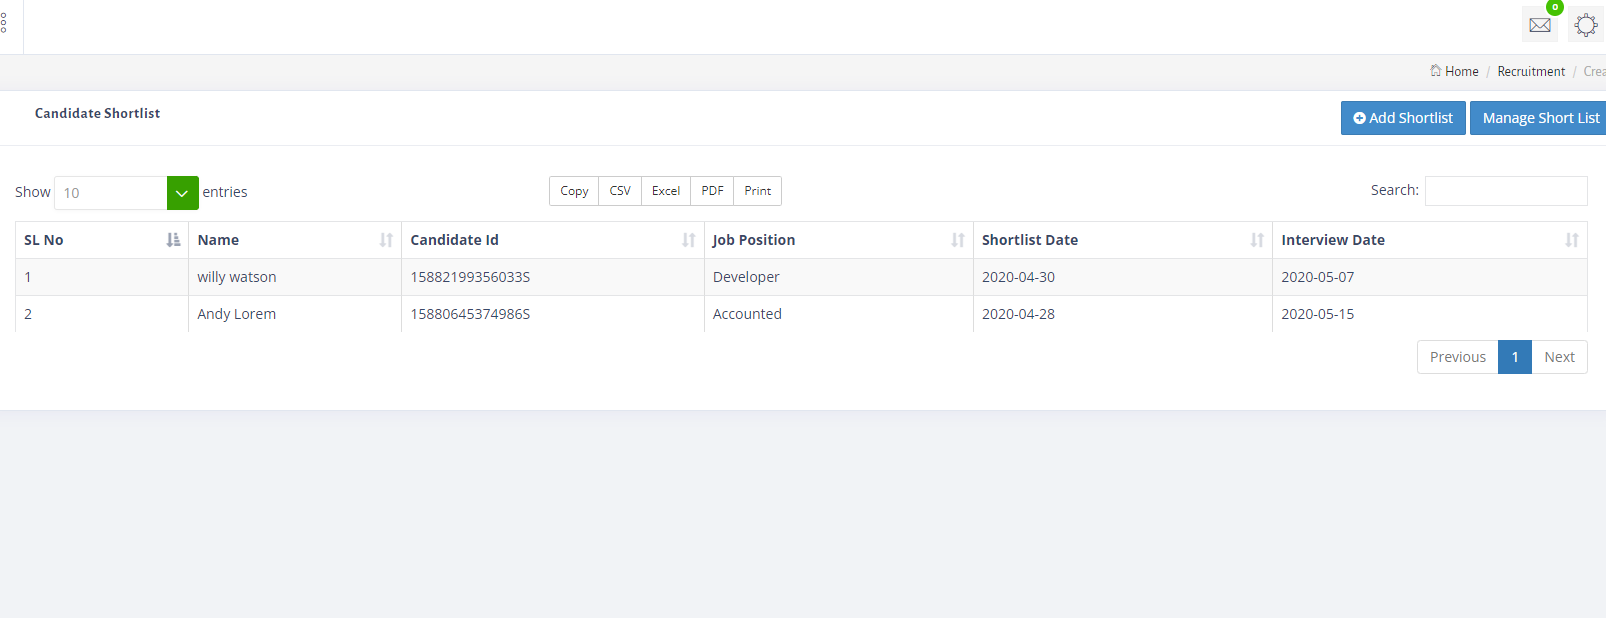 0
Home / Recruitment / Crea
Candidate Shortlist
Add Shortlist Manage Short List
Show 10 entries Copy CSV Excel PDF Print Search:
SL No Name Candidate Id Job Position Shortlist Date Interview Date
1 willy watson 15882199356033S Developer 2020-04-30 2020-05-07
2 Andy Lorem 15880645374986S Accounted 2020-04-28 2020-05-15
Previous 1 Next